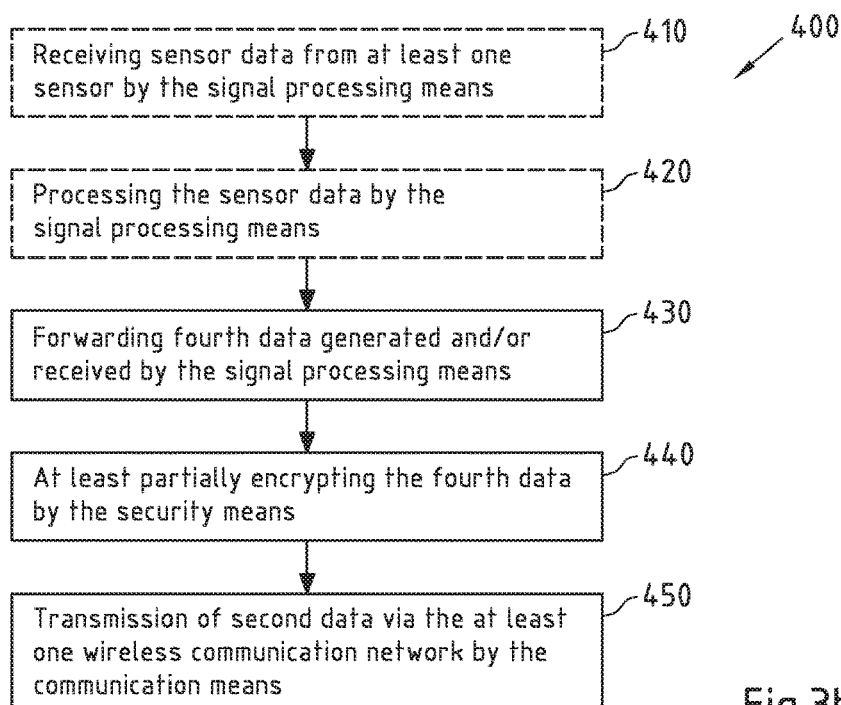 410
400
Receiving sensor data from at least one
sensor by the signal processing means
420
Processing the sensor data by the
signal processing means
430
Forwarding fourth data generated and/or
received by the signal processing means
440
At least partially encrypting the fourth data
by the security means
450
Transmission of second data via the at least
one wireless communication network by the
communication means